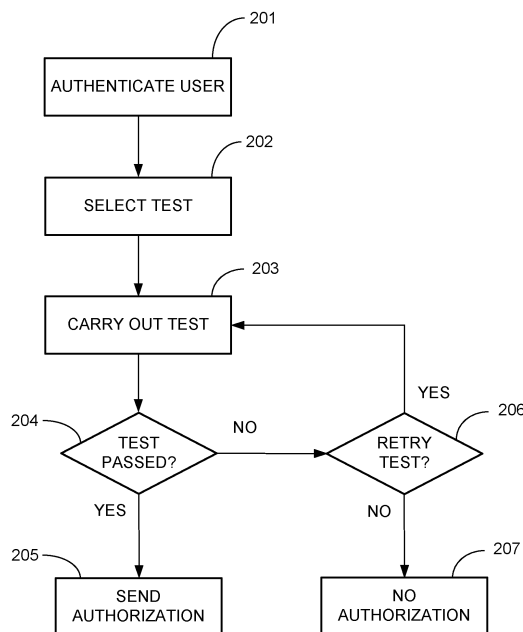 201
AUTHENTICATE USER
202
SELECT TEST
203
CARRY OUT TEST
204
TEST
PASSED?
NO
YES
206
RETRY
TEST?
YES
NO
205
SEND
AUTHORIZATION
207
NO
AUTHORIZATION